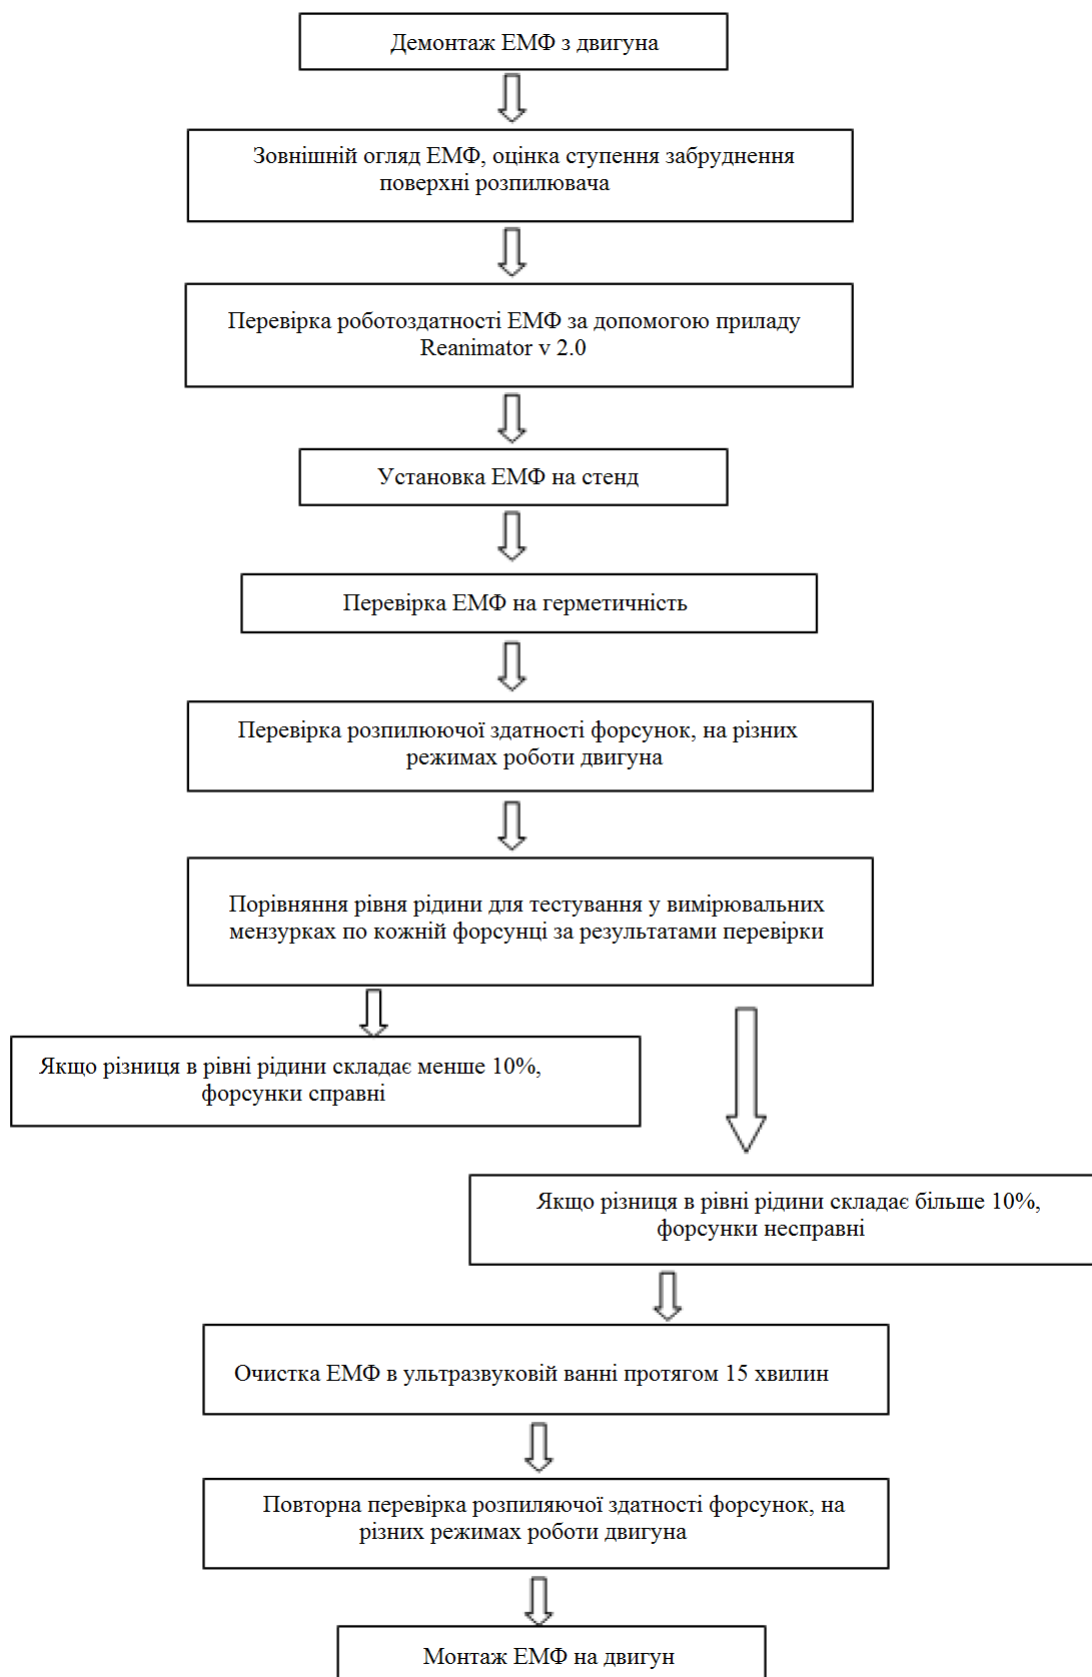 Демонтаж ЕМФ з двигуна
Зовнішній огляд ЕМФ, оцінка ступення забруднення
поверхні розпилювача
Перевірка роботоздатності ЕМФ за допомогою приладу
Reanimator v 2.0
Установка ЕМФ на стенд
Перевірка ЕМФ на герметичність
Перевірка розпилюючої здатності форсунок, на різних
режимах роботи двигуна
Порівняння рівня рідини для тестування у вимірювальних
мензурках по кожній форсунці за результатами перевірки
Якщо різниця в рівні рідини складає менше 10%,
форсунки справні
Якщо різниця в рівні рідини складає більше 10%,
форсунки несправні
Очистка ЕМФ в ультразвуковій ванні протягом 15 хвилин
Повторна перевірка розпиляючої здатності форсунок, на
різних режимах роботи двигуна
Монтаж ЕМФ на двигун